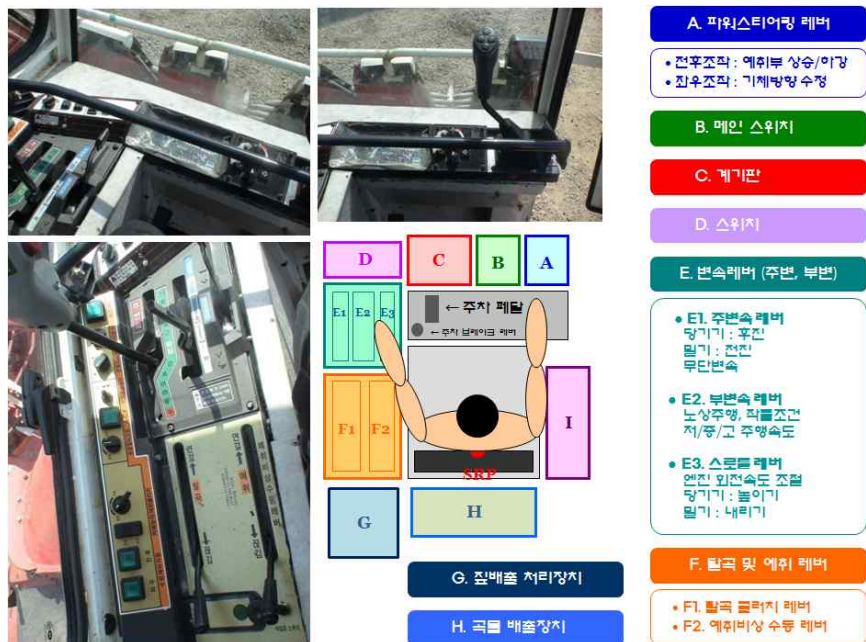 A. 파워스티어링 레버
• 전후조작 : 예취부 상승/하강
• 좌우조작 : 기체방향 수정
B. 메인 스위치
C. 계기판
D. 스위치
E. 변속레버 (주변, 부변)
• E1. 주변속 레버
당기기 : 후진
밀기 : 전진
무단변속
• E2. 부변속 레버
노상주행, 작물조건
저/중/고 주행속도
• E3. 스로틀 레버
엔진 회전속도 조절
당기기 : 높이기
밀기 : 내리기
F. 탈곡 및 예취 레버
• F1. 탈곡 클러치 레버
• F2. 예취비상 수동 레버
D
C
B
A
E1
E2
E3
← 주차 페달
← 주차 브레이크 레버
F1
F2
I
SRP
G
H
G. 짚배출 처리장치
H. 곡물 배출장치